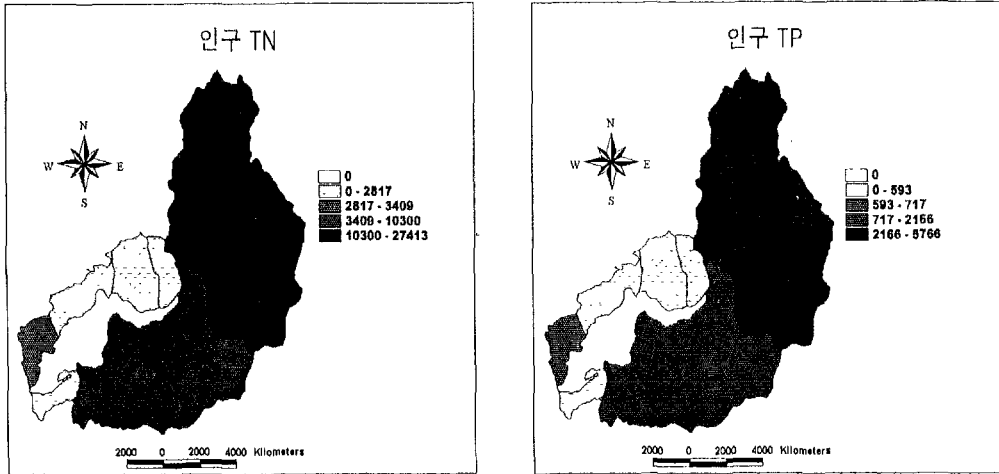 인구 TN
N
W E
S
0
0 - 2817
2817 - 3409
3409 - 10300
10300 - 27413
2000 0 2000 4000 Kilometers
인구 TP
N
W E
S
0
0 - 593
593 - 717
717 - 2166
2166 - 5766
2000 0 2000 4000 Kilometers